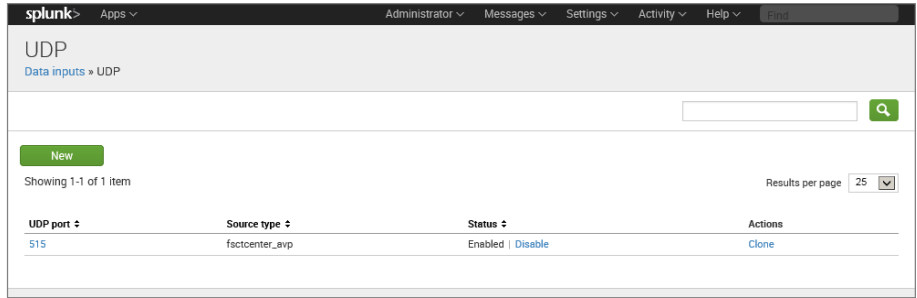 splunk> Apps Administrator Messages Settings Activity Help Find
UDP
Data inputs » UDP
New
Showing 1-1 of 1 item
Results per page 25
UDP port Source type Status Actions
515 fsctcenter_avp Enabled | Disable Clone